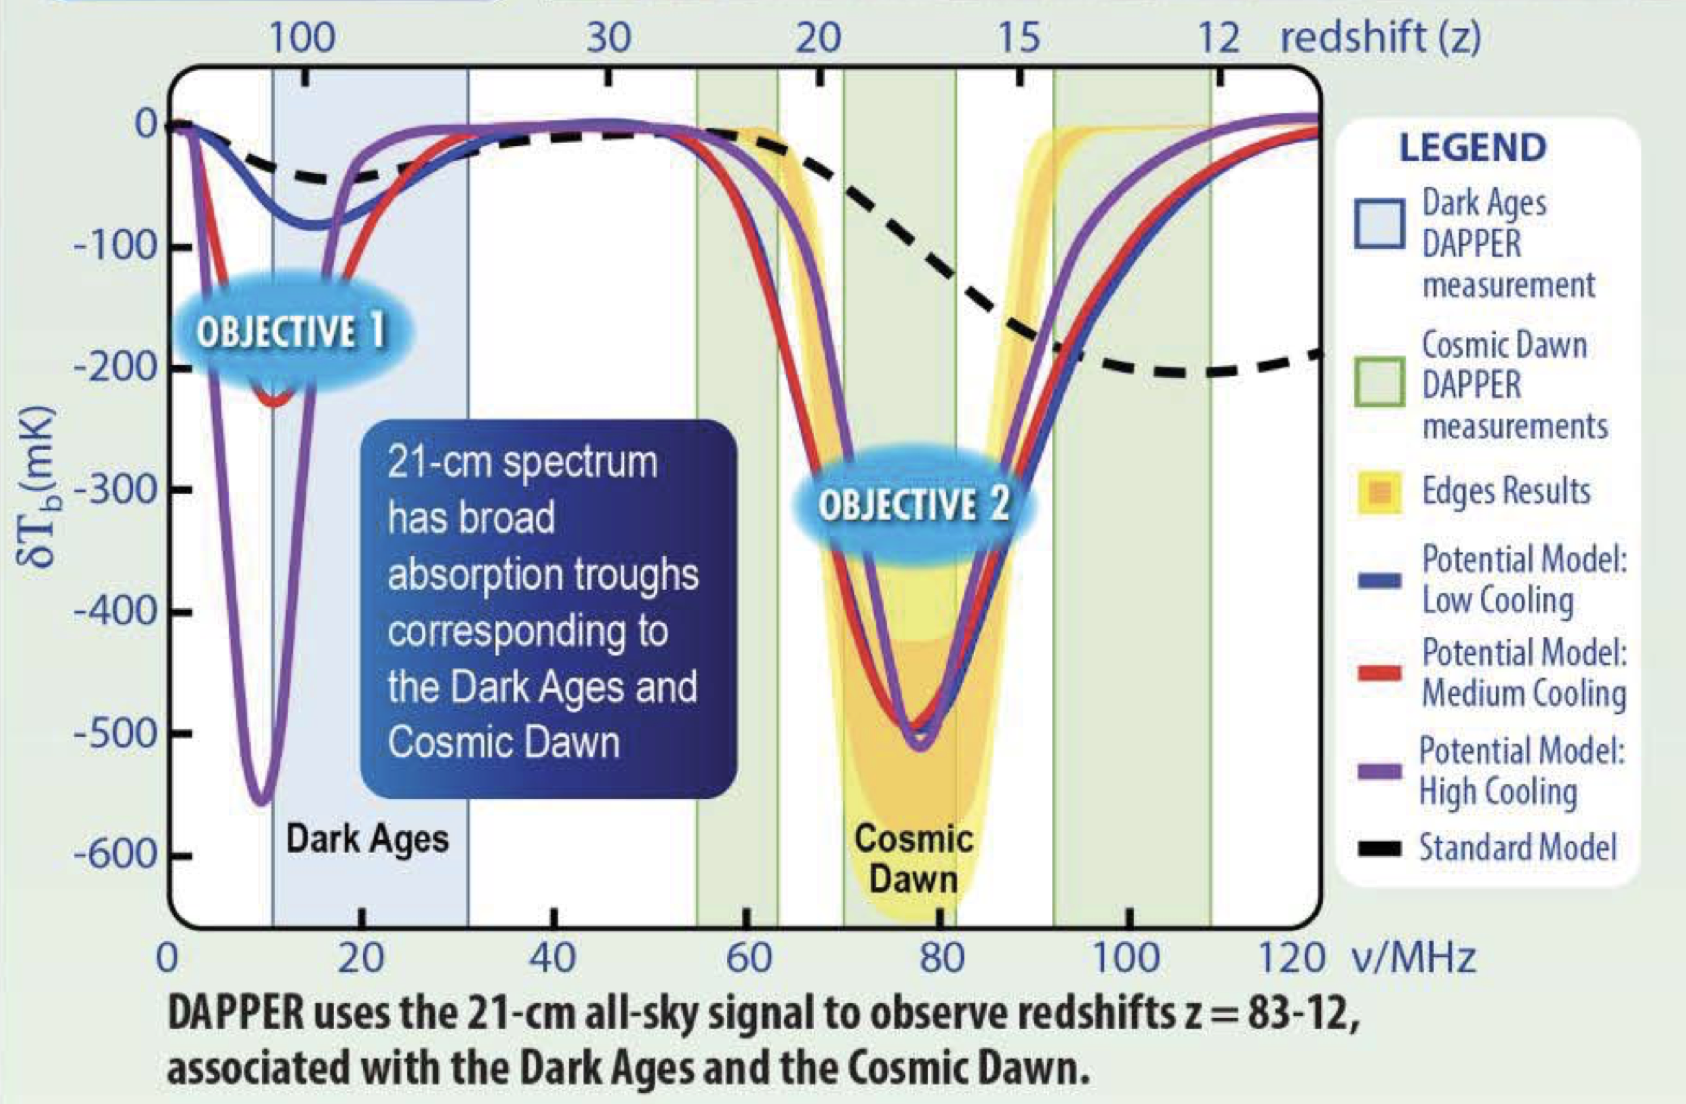 100 30 20 15 12 redshift (z)
0
-100
-200
-300
-400
-500
-600
δTb(mK)
OBJECTIVE 1
21-cm spectrum
has broad
absorption troughs
corresponding to
the Dark Ages and
Cosmic Dawn
OBJECTIVE 2
Dark Ages
Cosmic
Dawn
0 20 40 60 80 100 120 ν/MHz
LEGEND
Dark Ages
DAPPER
measurement
Cosmic Dawn
DAPPER
measurements
Edges Results
Potential Model:
Low Cooling
Potential Model:
Medium Cooling
Potential Model:
High Cooling
Standard Model
DAPPER uses the 21-cm all-sky signal to observe redshifts z = 83-12,
associated with the Dark Ages and the Cosmic Dawn.